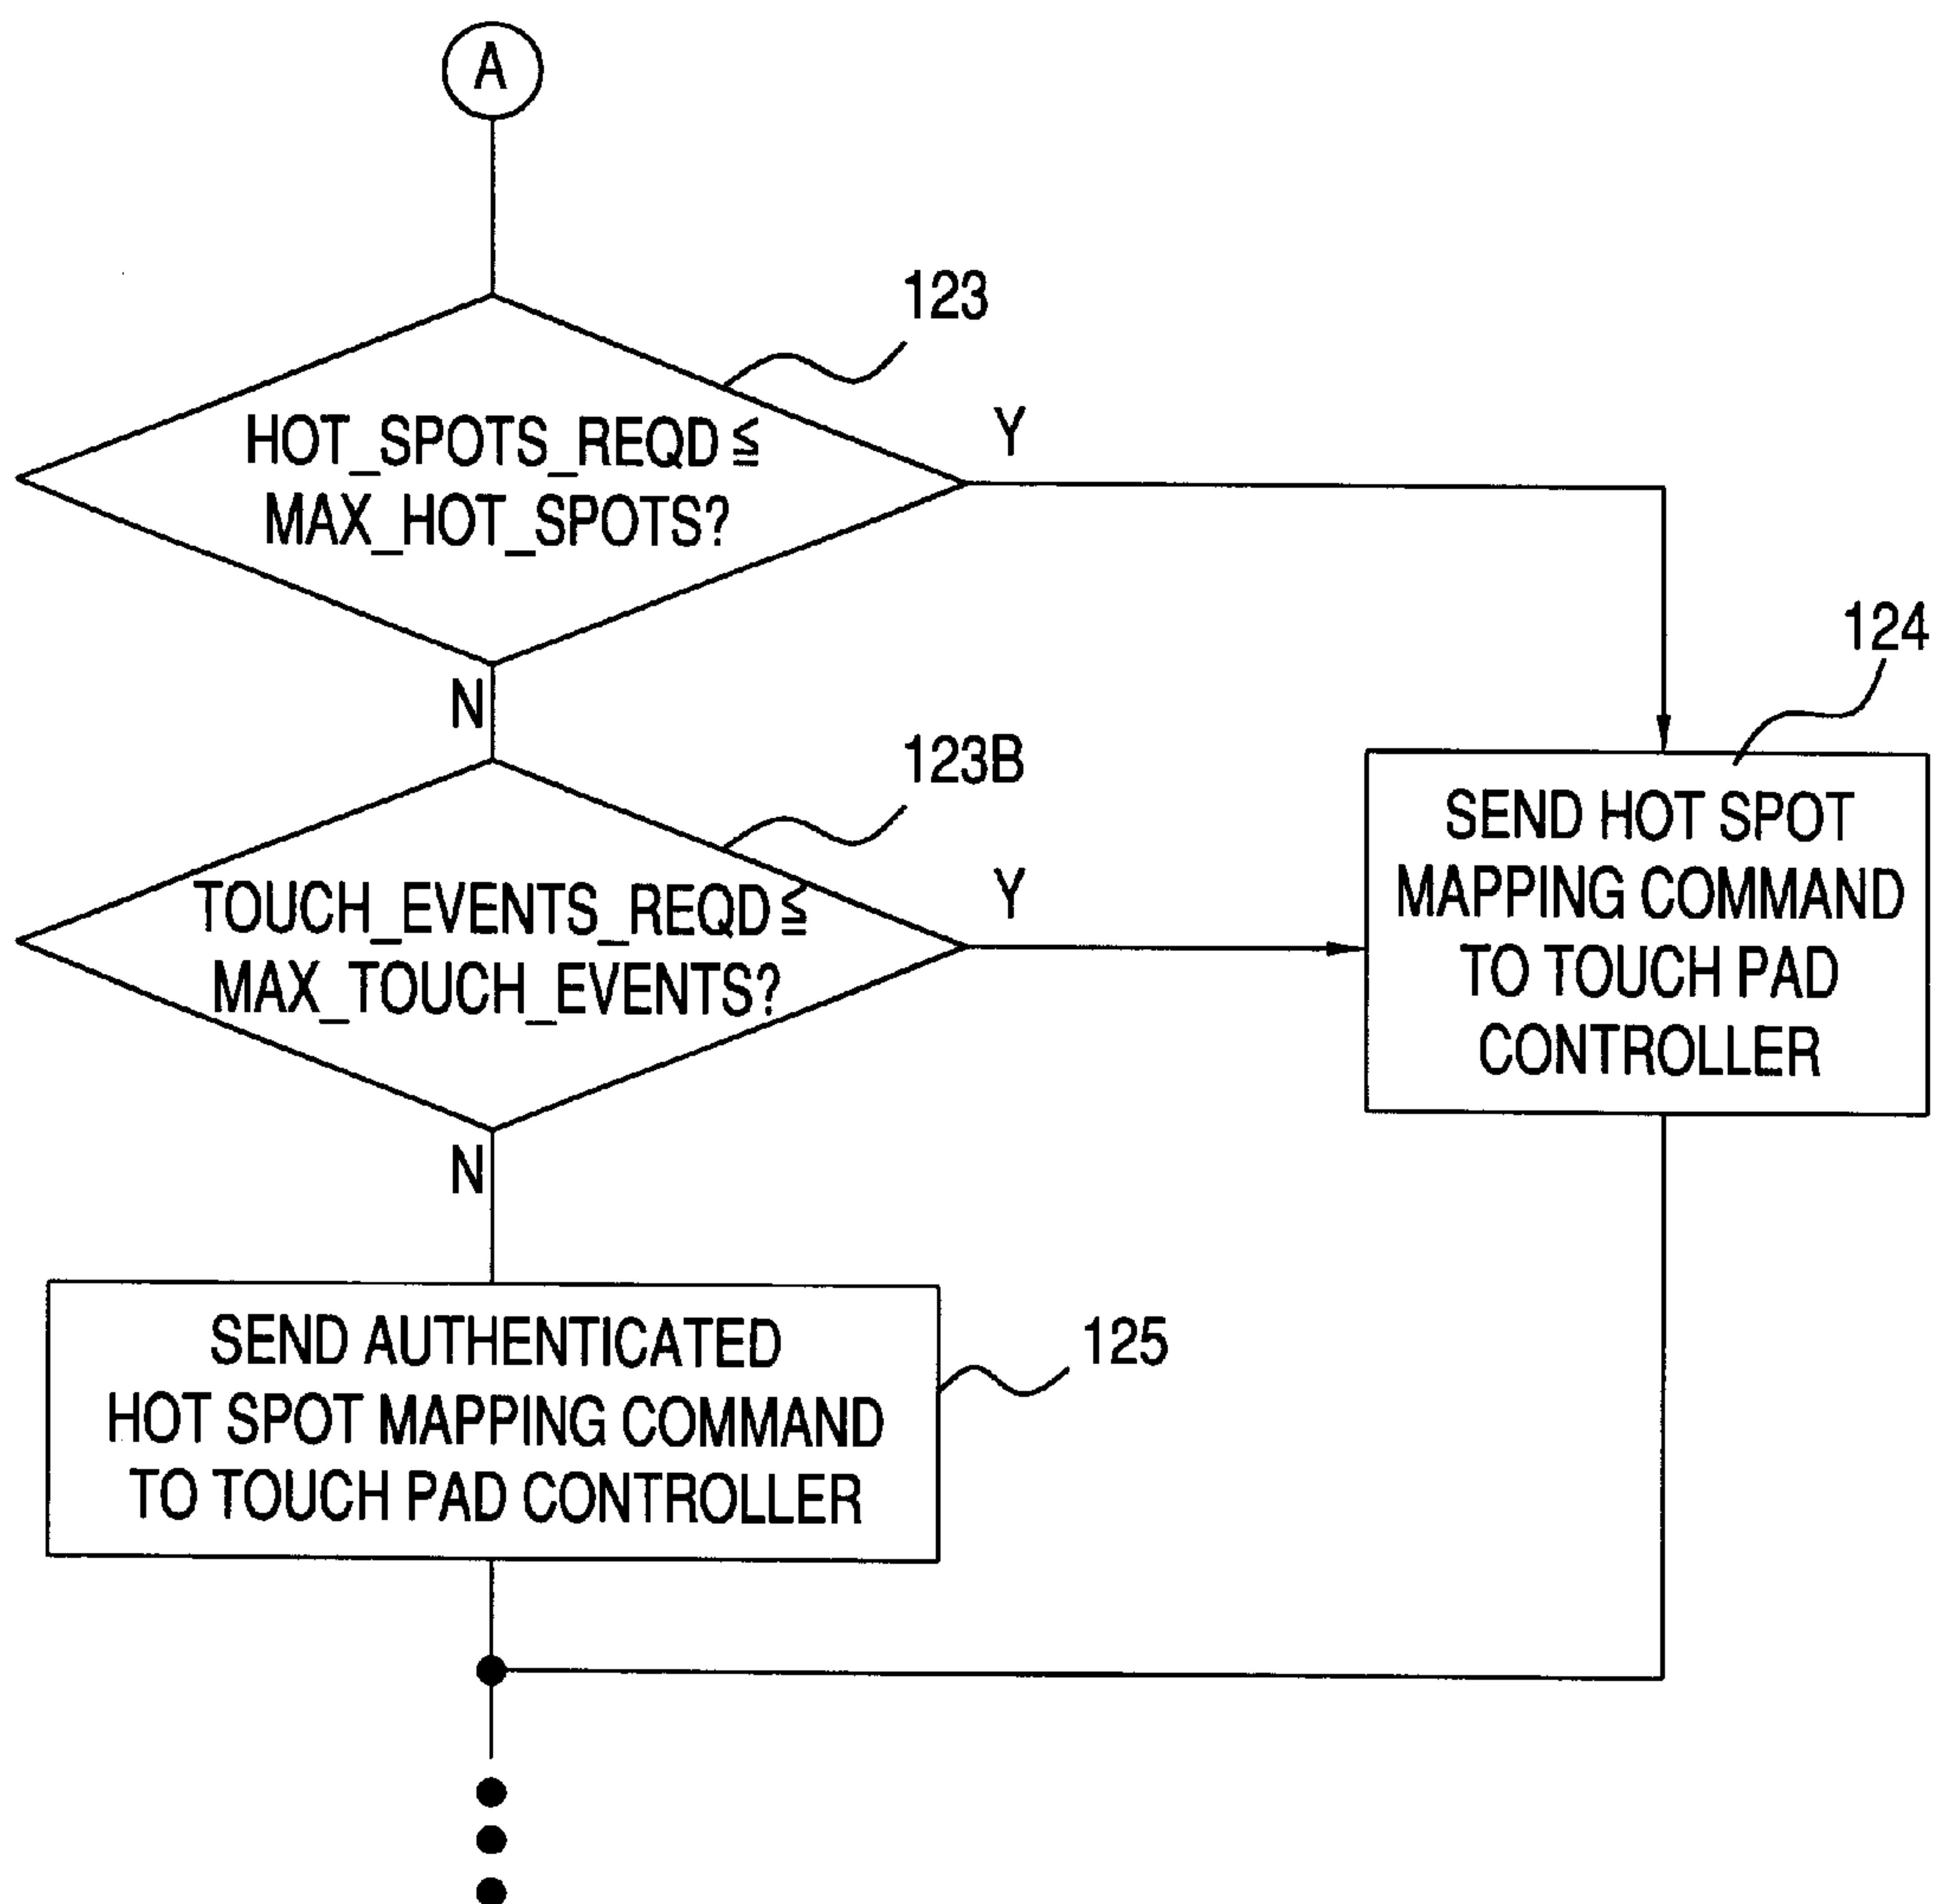 A
123
HOT_SPOTS_REQD ≦
MAX_HOT_SPOTS?
Y
N
124
123B
TOUCH_EVENTS_REQD ≦
MAX_TOUCH_EVENTS?
Y
N
SEND HOT SPOT
MAPPING COMMAND
TO TOUCH PAD
CONTROLLER
SEND AUTHENTICATED
HOT SPOT MAPPING COMMAND
TO TOUCH PAD CONTROLLER
125